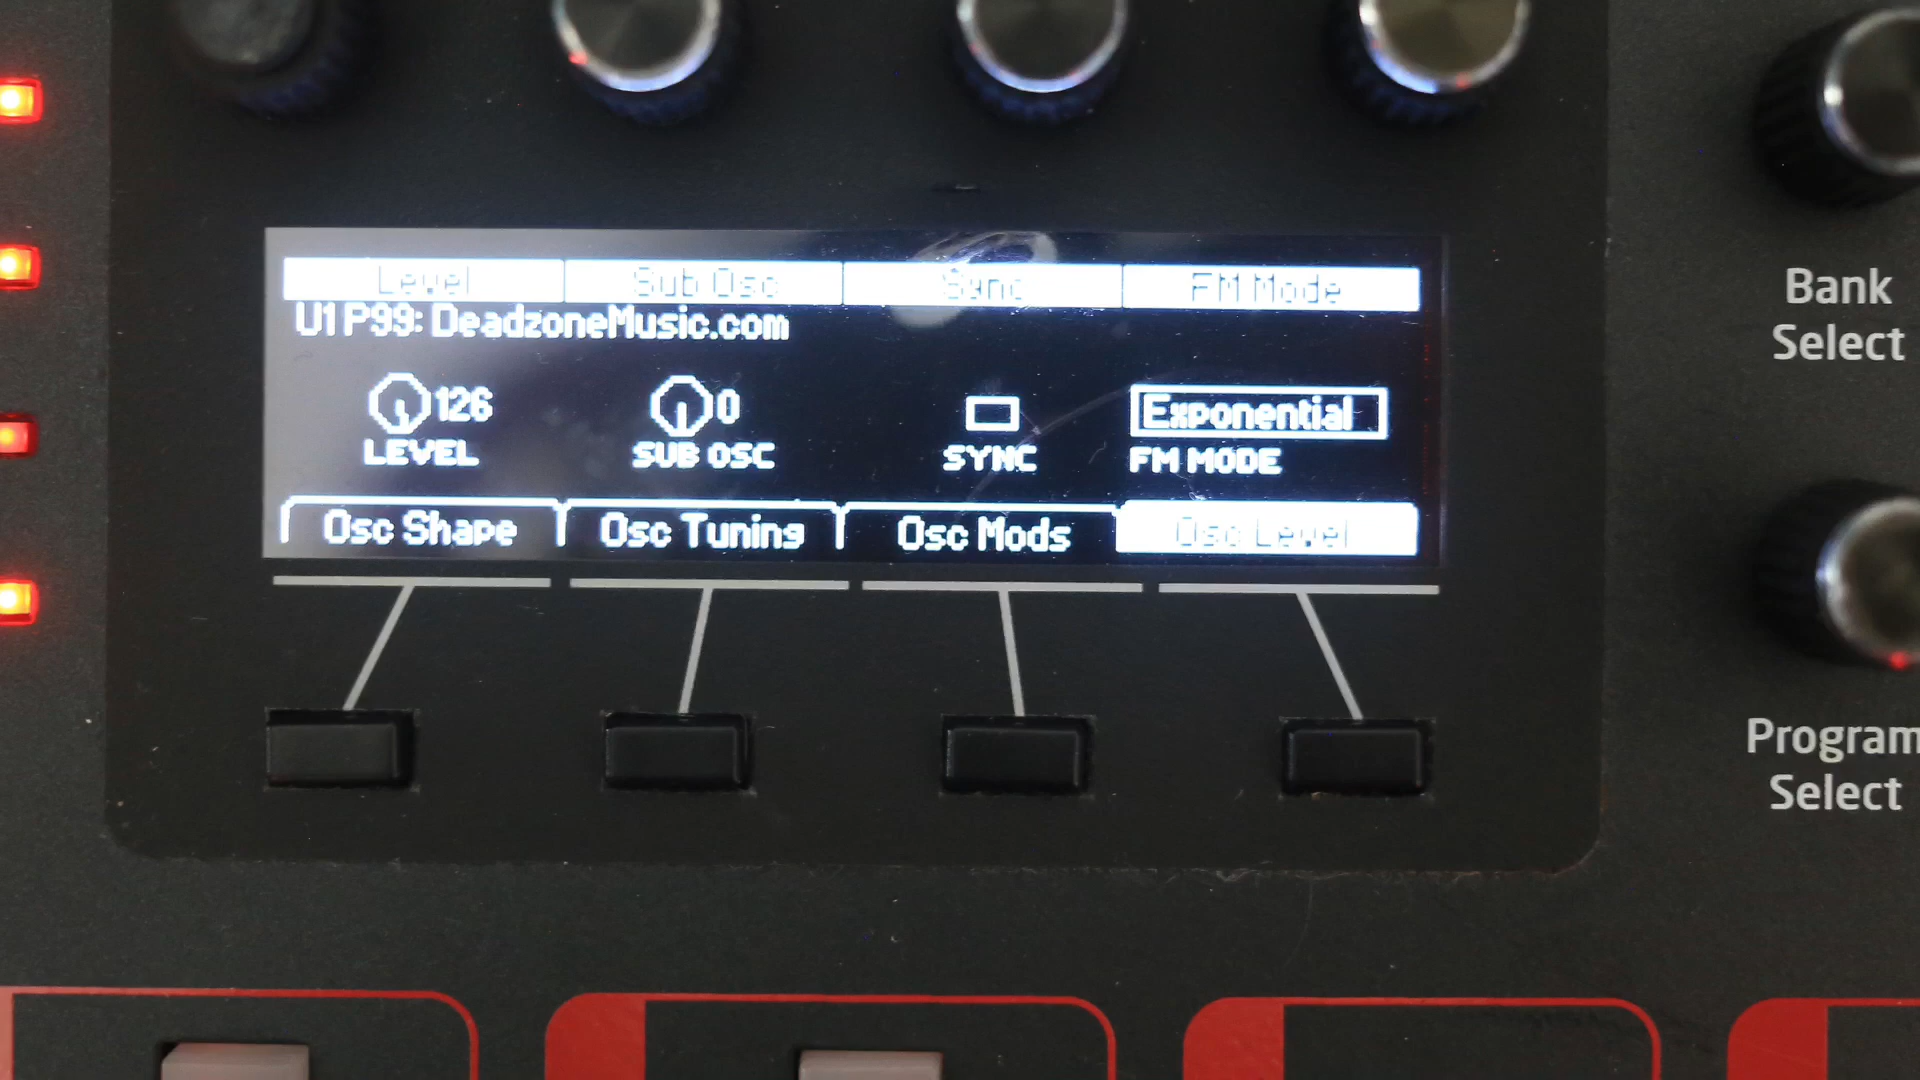 Level Sub Osc Sync FM Mode
U1 P99: DeadzoneMusic.com
126 0 Exponential
LEVEL SUB OSC SYNC FM MODE
Osc Shape Osc Tuning Osc Mods Osc Level
Bank
Select
Program
Select